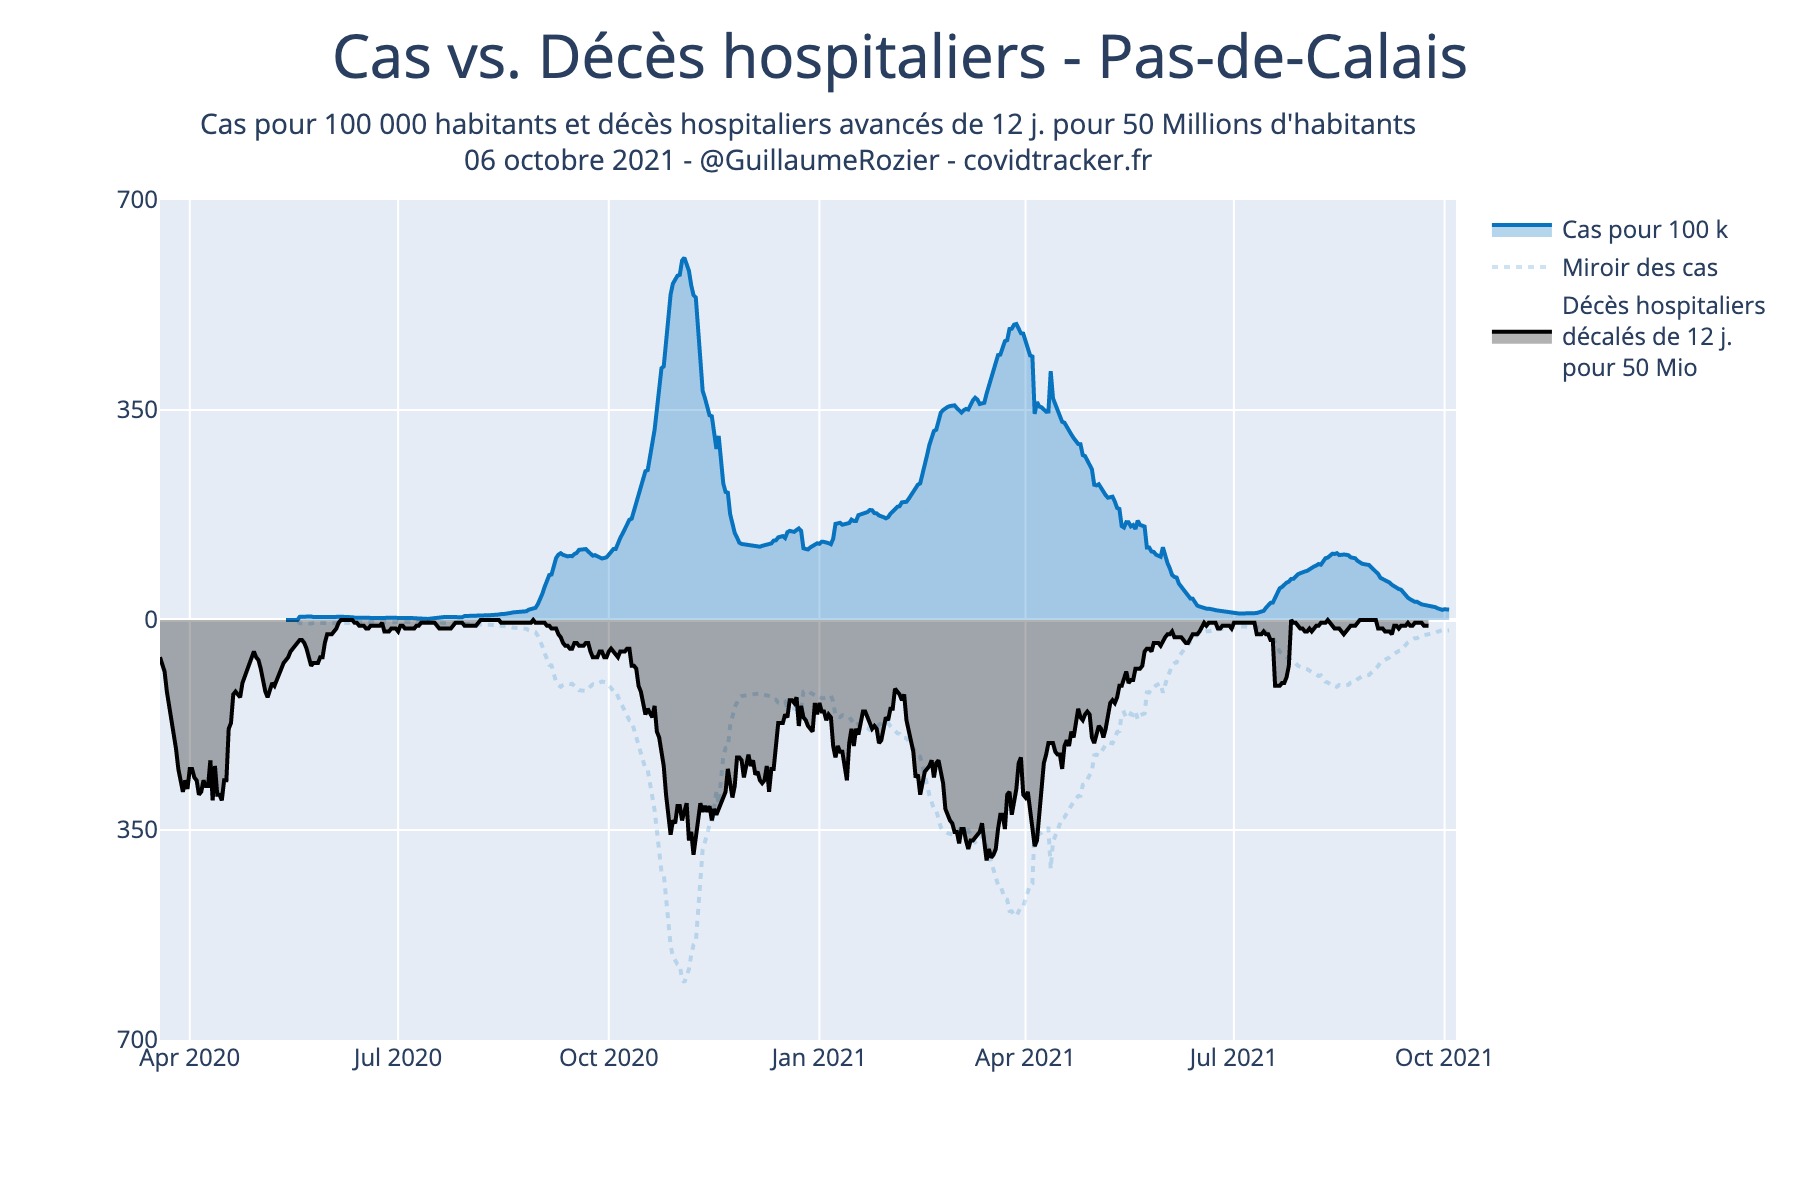 Cas vs. Décès hospitaliers - Pas-de-Calais
Cas pour 100 000 habitants et décès hospitaliers avancés de 12 j. pour 50 Millions d'habitants
06 octobre 2021 - @GuillaumeRozier - covidtracker.fr
700
350
0
350
700
Apr 2020
Jul 2020
Oct 2020
Jan 2021
Apr 2021
Jul 2021
Oct 2021
Cas pour 100 k
Miroir des cas
Décès hospitaliers
décalés de 12 j.
pour 50 Mio